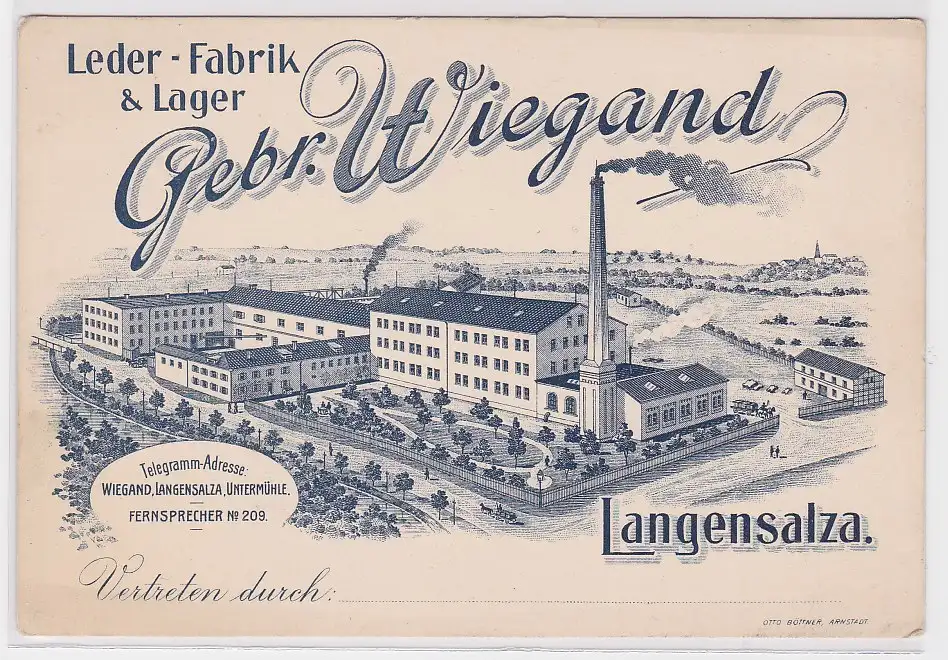 Leder - Fabrik
& Lager
Gebr. Wiegand
Telegramm-Adresse:
WIEGAND, LANGENSALZA, UNTERMÜHLE.
FERNSPRECHER No 209.
Langensalza.
Vertreten durch:
OTTO BÖTTNER, ARNSTADT.